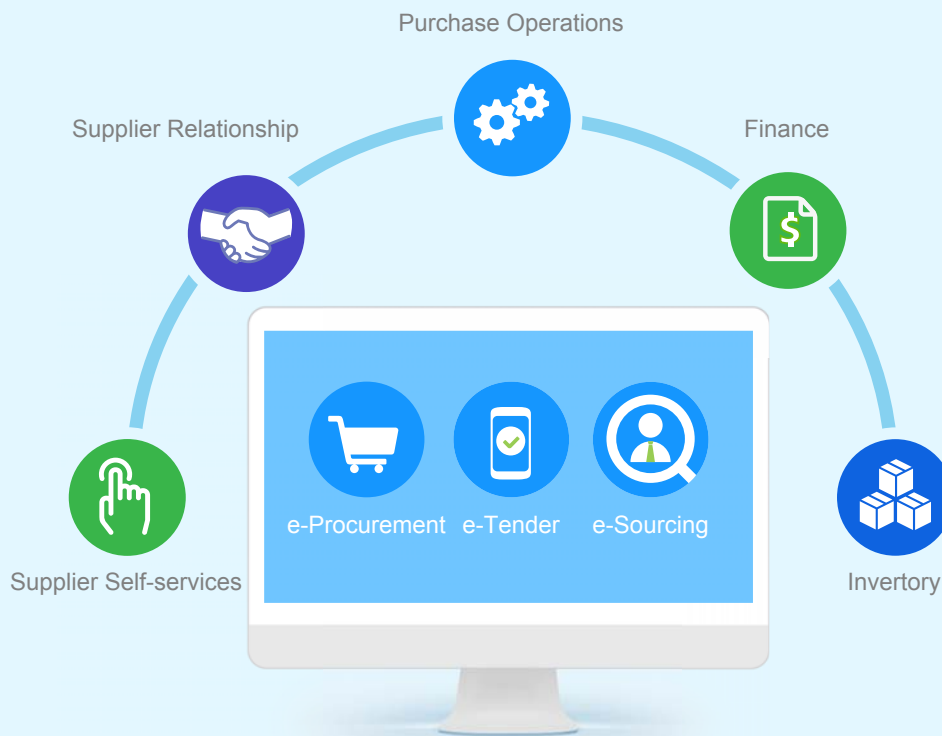 Purchase Operations
Supplier Relationship
Finance
e-Procurement
e-Tender
e-Sourcing
Supplier Self-services
Invertory